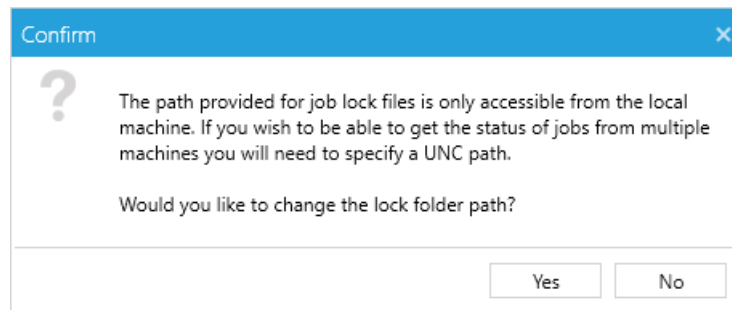 Confirm
The path provided for job lock files is only accessible from the local
machine. If you wish to be able to get the status of jobs from multiple
machines you will need to specify a UNC path.
Would you like to change the lock folder path?
Yes No